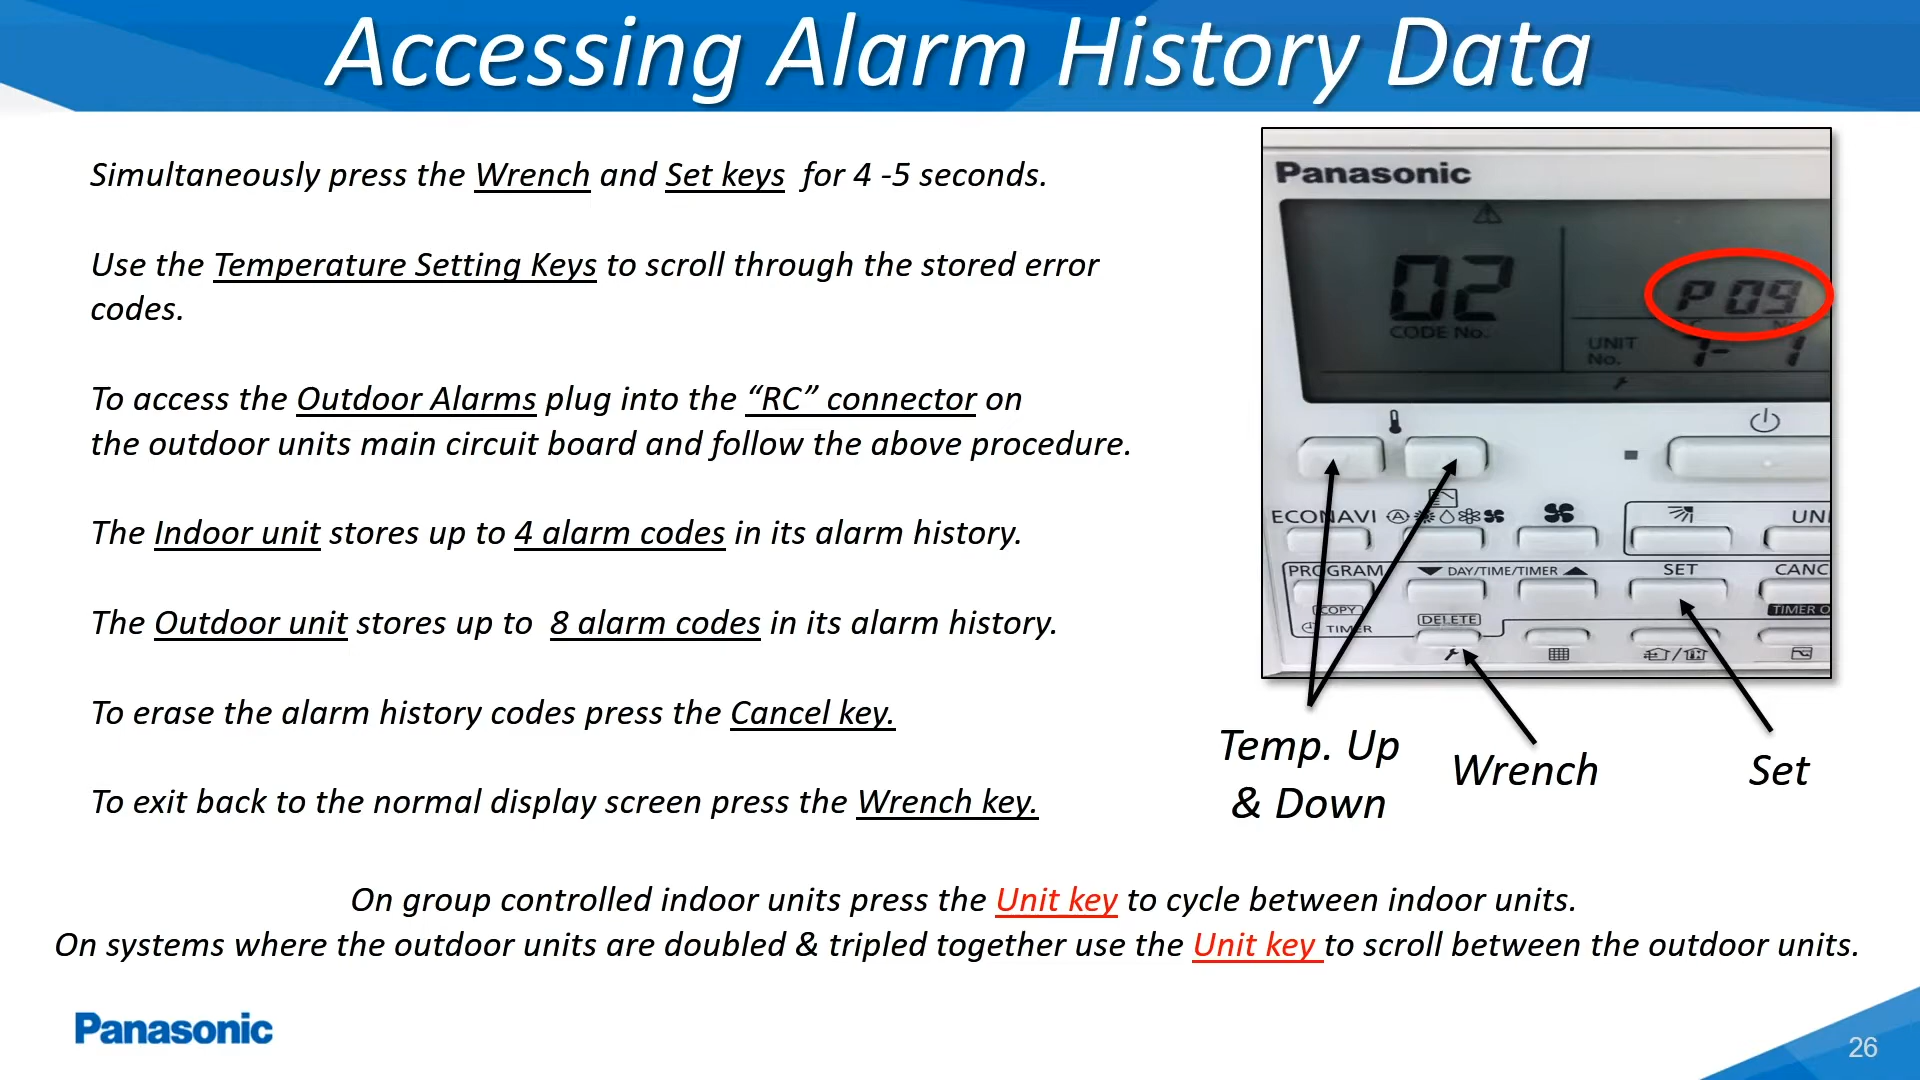 Accessing Alarm History Data
Simultaneously press the Wrench and Set keys for 4 -5 seconds.
Use the Temperature Setting Keys to scroll through the stored error
codes.
To access the Outdoor Alarms plug into the “RC” connector on
the outdoor units main circuit board and follow the above procedure.
The Indoor unit stores up to 4 alarm codes in its alarm history.
The Outdoor unit stores up to 8 alarm codes in its alarm history.
To erase the alarm history codes press the Cancel key.
To exit back to the normal display screen press the Wrench key.
Panasonic
02
CODE No.
P 09
UNIT
No.
1- 1
ECONAVI
UNI
PROGRAM
DAY/TIME/TIMER
SET
CANC
COPY
TIMER O
TIMER
DELETE
Temp. Up
& Down
Wrench
Set
On group controlled indoor units press the Unit key to cycle between indoor units.
On systems where the outdoor units are doubled & tripled together use the Unit key to scroll between the outdoor units.
Panasonic
26